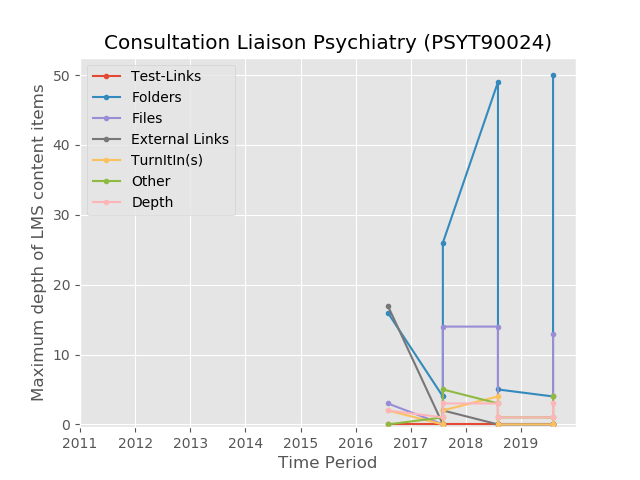 Consultation Liaison Psychiatry (PSYT90024)
Maximum depth of LMS content items
50
40
30
20
10
0
Test-Links
Folders
Files
External Links
TurnItIn(s)
Other
Depth
2011 2012 2013 2014 2015 2016 2017 2018 2019
Time Period